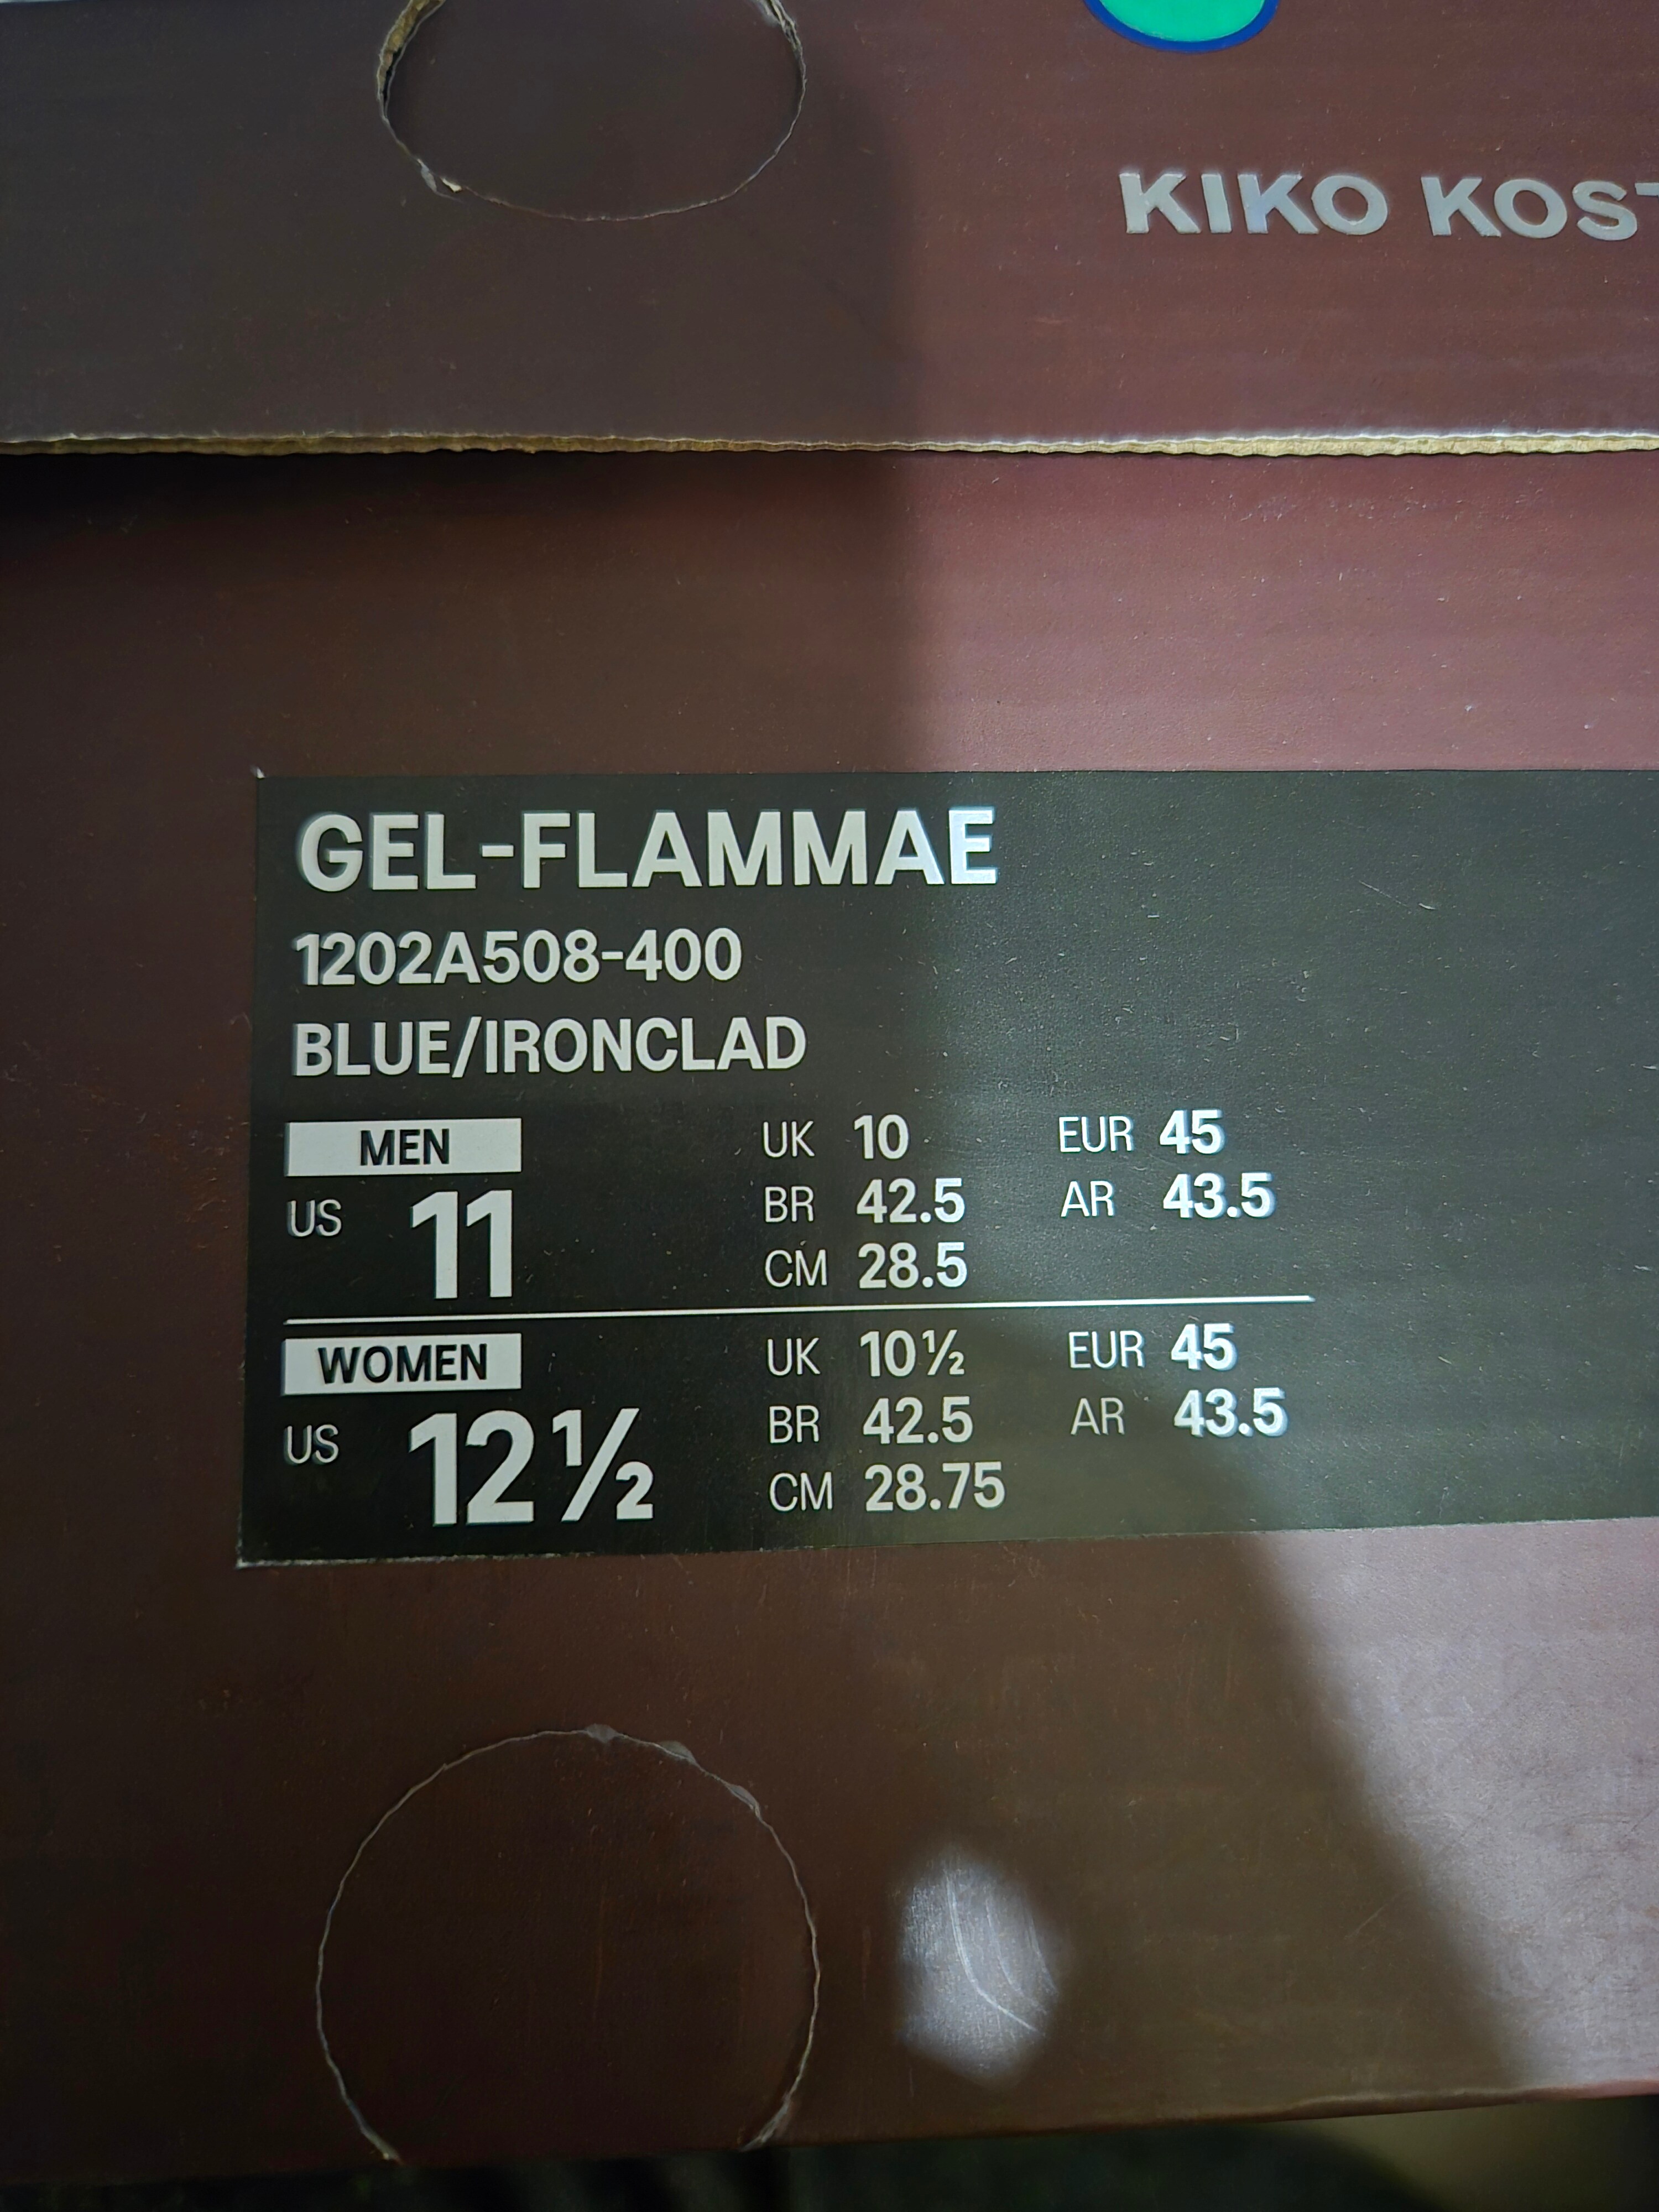 KIKO KOST
GEL-FLAMMAE
1202A508-400
BLUE/IRONCLAD
MEN
US 11
UK 10 EUR 45
BR 42.5 AR 43.5
CM 28.5
WOMEN
US 12½
UK 10½ EUR 45
BR 42.5 AR 43.5
CM 28.75